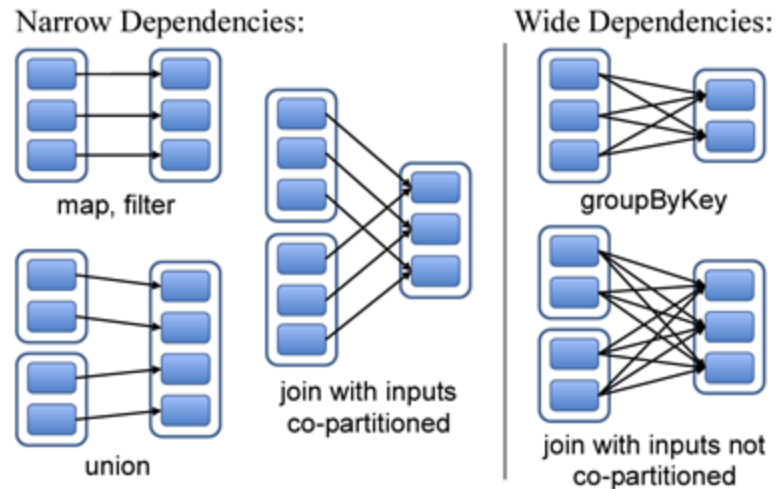 Narrow Dependencies:
map, filter
union
join with inputs
co-partitioned
Wide Dependencies:
groupByKey
join with inputs not
co-partitioned